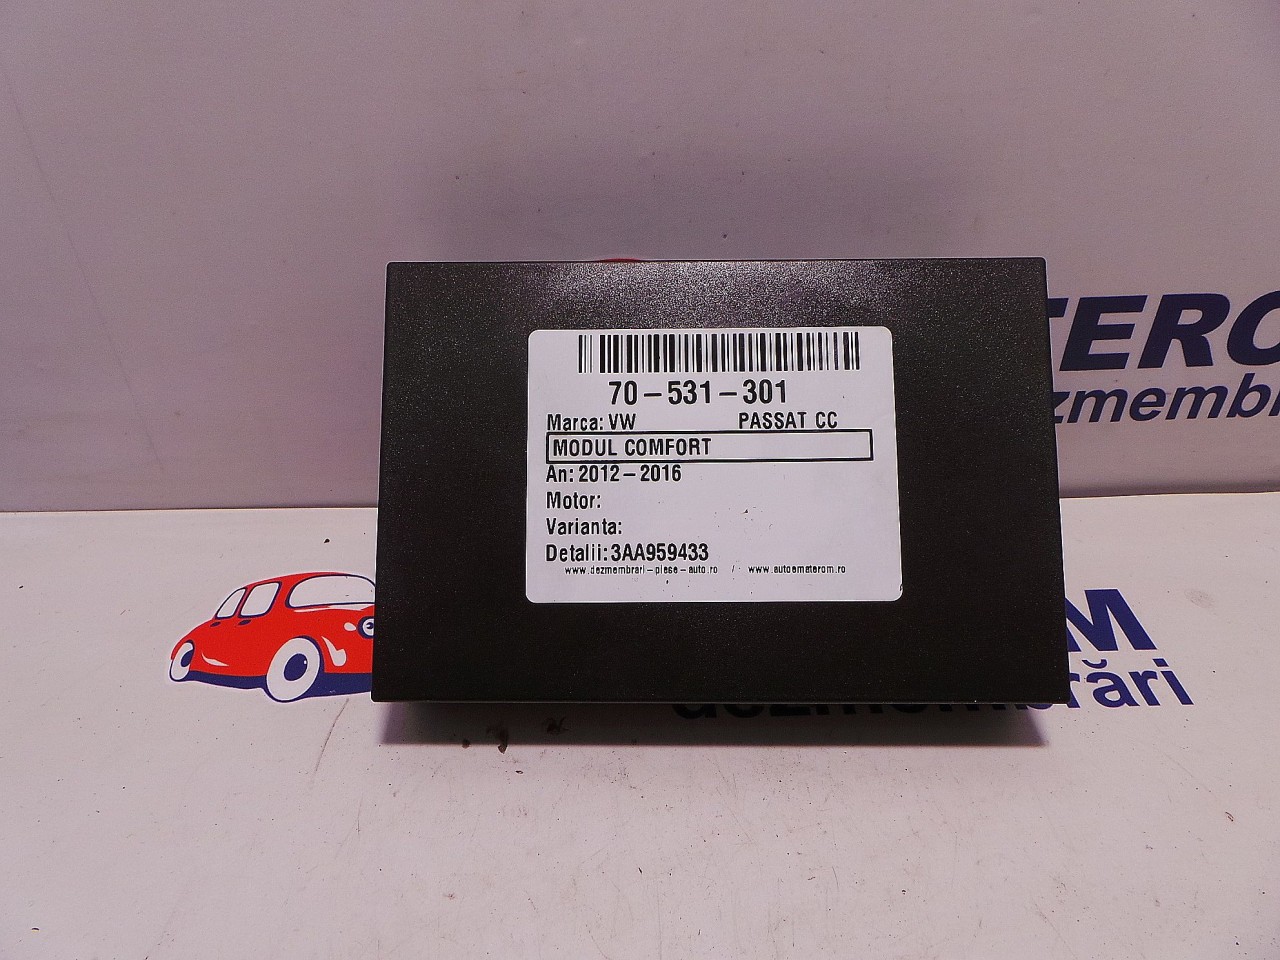 70-531-301
Marca: VW PASSAT CC
MODUL COMFORT
An: 2012-2016
Motor:
Varianta:
Detalii: 3AA959433
www.dezmembrari-piese-auto.ro / www.autoematerom.ro